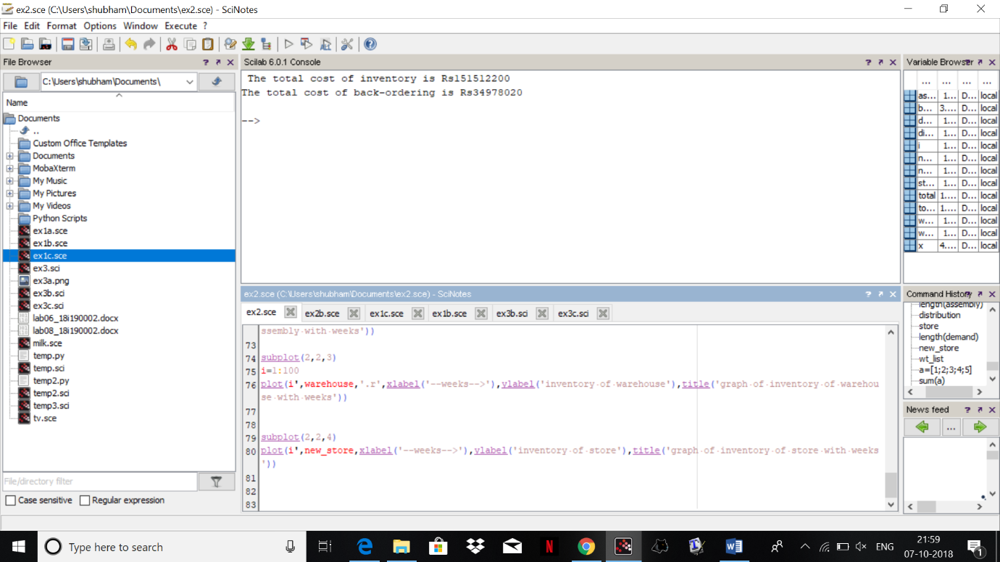 ex2.sce (C:\Users\shubham\Documents\ex2.sce) - SciNotes
File Edit Format Options Window Execute ?
File Browser ? ↗ X
C:\Users\shubham\Documents\
Name
Documents
..
Custom Office Templates
Documents
MobaXterm
My Music
My Pictures
My Videos
Python Scripts
ex1a.sce
ex1b.sce
ex1c.sce
ex3.sci
ex3a.png
ex3b.sci
ex3c.sci
lab06_18i190002.docx
lab08_18i190002.docx
milk.sce
temp.py
temp.sci
temp2.py
temp2.sci
temp3.sci
tv.sce
File/directory filter
Case sensitive Regular expression
Scilab 6.0.1 Console ? ↗ X
The total cost of inventory is Rs151512200
The total cost of back-ordering is Rs34978020
-->
ex2.sce (C:\Users\shubham\Documents\ex2.sce) - SciNotes ? ↗ X
ex2.sce ex2b.sce ex1c.sce ex1b.sce ex3b.sci ex3c.sci
ssembly with weeks'))
73
74 subplot(2,2,3)
75 i=1:100
76 plot(i',warehouse,'.r',xlabel('--weeks-->'),ylabel('inventory of warehouse'),title('graph of inventory of warehou
se with weeks'))
77
78
79 subplot(2,2,4)
80 plot(i',new_store,xlabel('--weeks-->'),ylabel('inventory of store'),title('graph of inventory of store with weeks
'))
81
82
83
Variable Browser ? ↗ X
... ... ... ...
as... 1... D... local
b... 3.... D... local
d... 1... D... local
di... 1... D... local
i 1... D... local
n... 1... D... local
n... 1... D... local
st... 1... D... local
total 1.... D... local
to... 1.... D... local
w... 1... D... local
w... 1... D... local
x 4.... D... local
Command History ? ↗ X
length(assembly)
distribution
store
length(demand)
new_store
wt_list
a=[1;2;3;4;5]
sum(a)
News feed ? ↗ X
...
Type here to search
ENG
21:59
07-10-2018
1